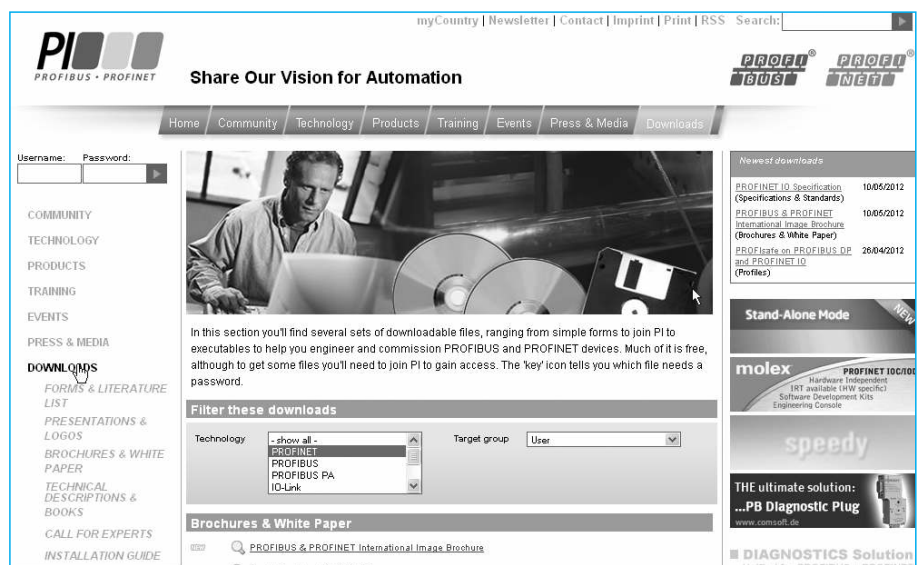 myCountry | Newsletter | Contact | Imprint | Print | RSS Search:
PI
PROFIBUS • PROFINET
Share Our Vision for Automation
PROFI® BUS
PROFI® NET
Home / Community / Technology / Products / Training / Events / Press & Media / Downloads
Username: Password:
COMMUNITY
TECHNOLOGY
PRODUCTS
TRAINING
EVENTS
PRESS & MEDIA
DOWNLOADS
FORMS & LITERATURE
LIST
PRESENTATIONS &
LOGOS
BROCHURES & WHITE
PAPER
TECHNICAL
DESCRIPTIONS &
BOOKS
CALL FOR EXPERTS
INSTALLATION GUIDE
In this section you'll find several sets of downloadable files, ranging from simple forms to join PI to
executables to help you engineer and commission PROFIBUS and PROFINET devices. Much of it is free,
although to get some files you'll need to join PI to gain access. The 'key' icon tells you which file needs a
password.
Filter these downloads
Technology
- show all -
PROFINET
PROFIBUS
PROFIBUS PA
IO-Link
Target group
User
Brochures & White Paper
NEW PROFIBUS & PROFINET International Image Brochure
Newest downloads
PROFINET IO Specification 10/05/2012
(Specifications & Standards)
PROFIBUS & PROFINET 10/05/2012
International Image Brochure
(Brochures & White Paper)
PROFIsafe on PROFIBUS DP 26/04/2012
and PROFINET IO
(Profiles)
Stand-Alone Mode
NEW
molex PROFINET IOC/IOD
Hardware Independent
IRT available (HW specific)
Software Development Kits
Engineering Console
speedy
THE ultimate solution:
...PB Diagnostic Plug
www.comsoft.de
DIAGNOSTICS Solution